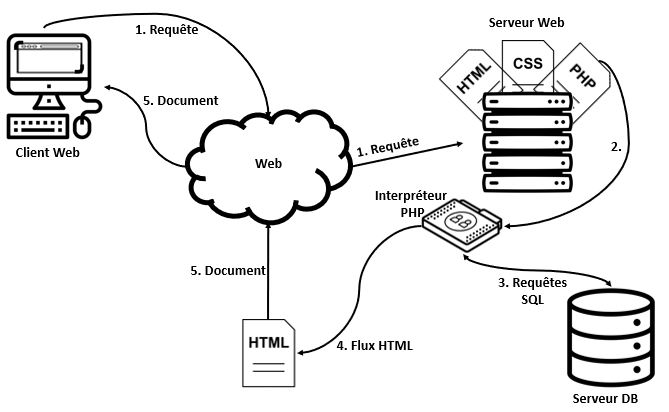 1. Requête
Serveur Web
HTML
CSS
PHP
5. Document
Client Web
Web
1. Requête
2.
Interpréteur
PHP
5. Document
3. Requêtes
SQL
HTML
4. Flux HTML
Serveur DB